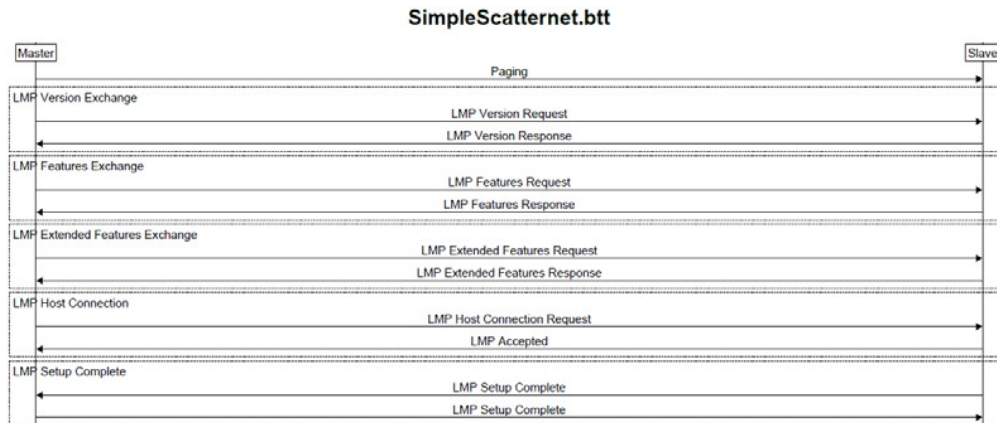 SimpleScatternet.btt
Master Slave
Paging
LMP Version Exchange
LMP Version Request
LMP Version Response
LMP Features Exchange
LMP Features Request
LMP Features Response
LMP Extended Features Exchange
LMP Extended Features Request
LMP Extended Features Response
LMP Host Connection
LMP Host Connection Request
LMP Accepted
LMP Setup Complete
LMP Setup Complete
LMP Setup Complete